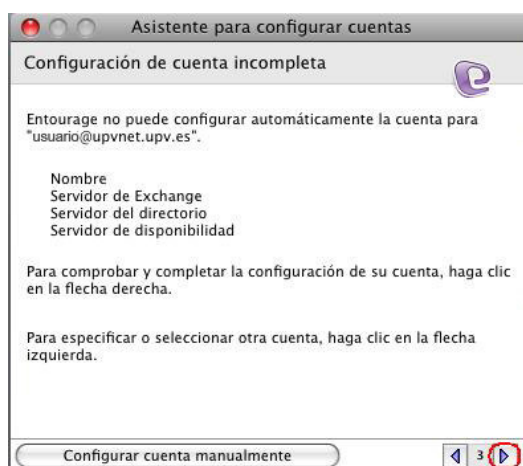 Asistente para configurar cuentas
Configuración de cuenta incompleta
Entourage no puede configurar automáticamente la cuenta para
"usuario@upvnet.upv.es".
Nombre
Servidor de Exchange
Servidor del directorio
Servidor de disponibilidad
Para comprobar y completar la configuración de su cuenta, haga clic
en la flecha derecha.
Para especificar o seleccionar otra cuenta, haga clic en la flecha
izquierda.
Configurar cuenta manualmente
3